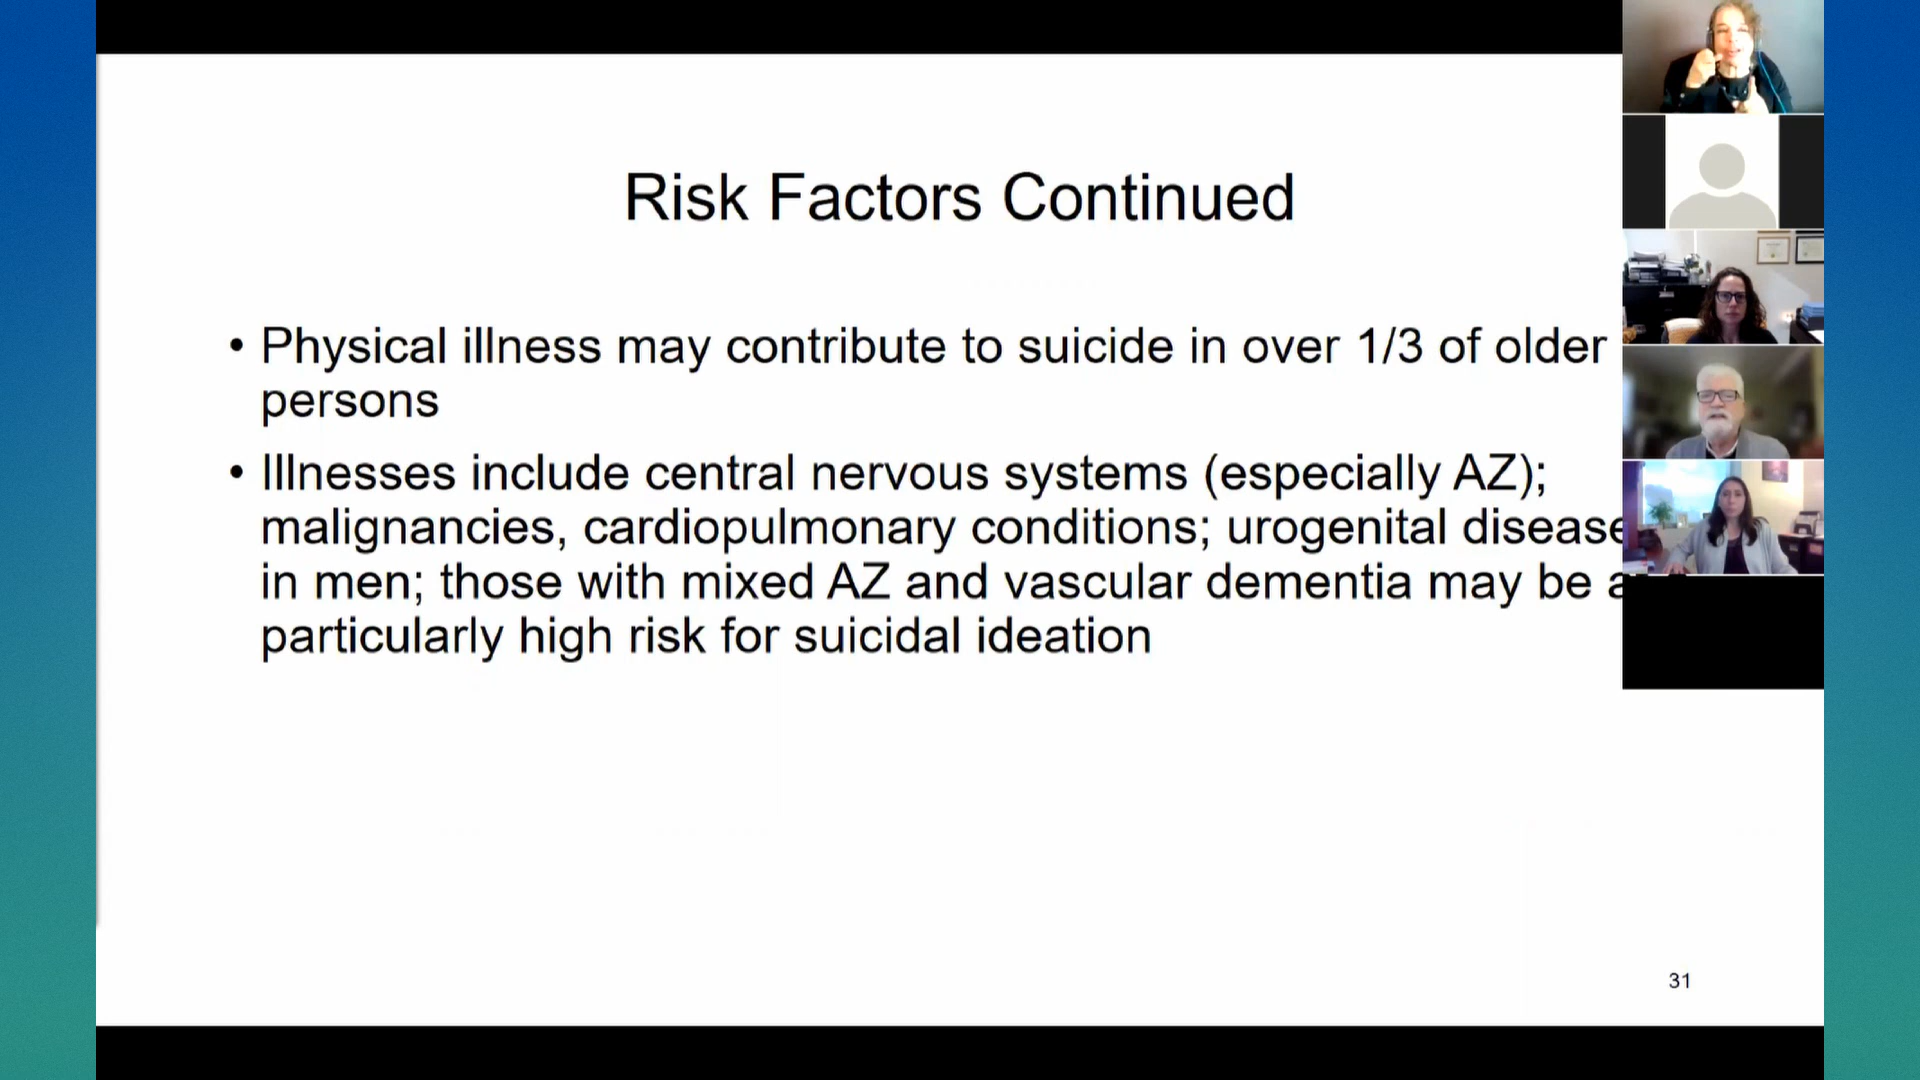 Risk Factors Continued
• Physical illness may contribute to suicide in over 1/3 of older
persons
• Illnesses include central nervous systems (especially AZ);
malignancies, cardiopulmonary conditions; urogenital disease
in men; those with mixed AZ and vascular dementia may be
particularly high risk for suicidal ideation
31